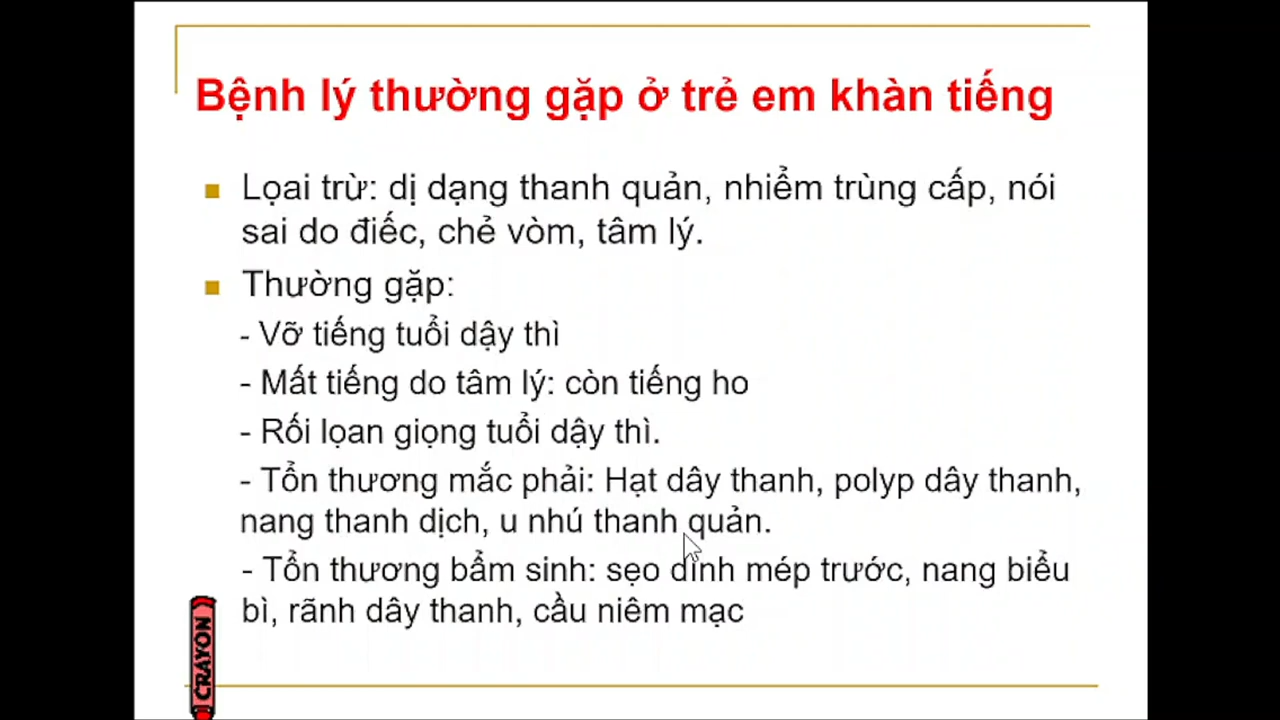 Bệnh lý thường gặp ở trẻ em khàn tiếng
Lọai trừ: dị dạng thanh quản, nhiểm trùng cấp, nói
sai do điếc, chẻ vòm, tâm lý.
Thường gặp:
- Vỡ tiếng tuổi dậy thì
- Mất tiếng do tâm lý: còn tiếng ho
- Rối lọan giọng tuổi dậy thì.
- Tổn thương mắc phải: Hạt dây thanh, polyp dây thanh,
nang thanh dịch, u nhú thanh quản.
- Tổn thương bẩm sinh: sẹo dính mép trước, nang biểu
bì, rãnh dây thanh, cầu niêm mạc
CRAYON